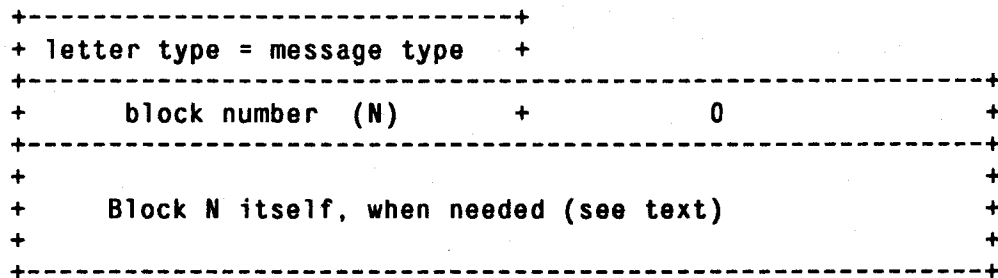 +------------------------------+
+ letter type = message type   +
+----------------------------------------------------------+
+      block number  (N)       +           0               +
+----------------------------------------------------------+
+                                                          +
+     Block N itself, when needed (see text)               +
+                                                          +
+----------------------------------------------------------+